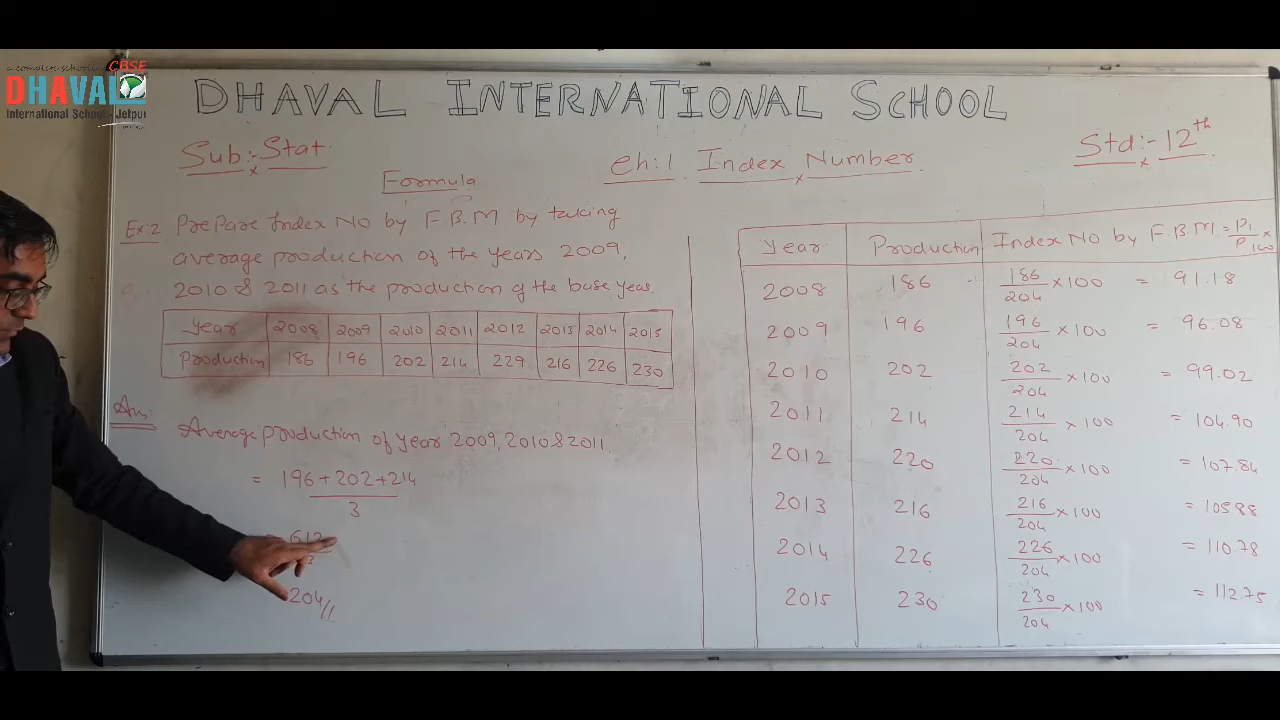 a complete school CBSE
DHAVAL
International School - Jetpur
DHAVAL INTERNATIONAL SCHOOL
Sub:- Stat.
Ch:1 Index Number
Std:- 12th
Formula
Ex:2 Prepare Index No by F.B.M by taking
average production of the years 2009,
2010 & 2011 as the production of the base year.
Year 2008 2009 2010 2011 2012 2013 2014 2015
Production 186 196 202 214 229 216 226 230
Ans:
Average production of year 2009, 2010 & 2011.
= 196+202+214
3
612
3
204//
Year Production Index No by F.B.M = P1/P0 × 100
2008 186 186/204 ×100 = 91.18
2009 196 196/204 ×100 = 96.08
2010 202 202/204 ×100 = 99.02
2011 214 214/204 ×100 = 104.90
2012 220 220/204 ×100 = 107.84
2013 216 216/204 ×100 = 105.88
2014 226 226/204 ×100 = 110.78
2015 230 230/204 ×100 = 112.75